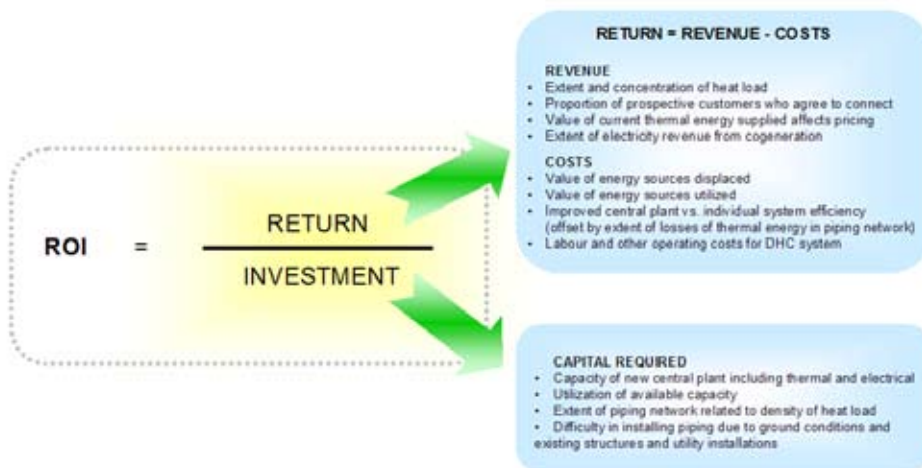 ROI =
RETURN
INVESTMENT
RETURN = REVENUE - COSTS
REVENUE
• Extent and concentration of heat load
• Proportion of prospective customers who agree to connect
• Value of current thermal energy supplied affects pricing
• Extent of electricity revenue from cogeneration
COSTS
• Value of energy sources displaced
• Value of energy sources utilized
• Improved central plant vs. individual system efficiency
(offset by extent of losses of thermal energy in piping network)
• Labour and other operating costs for DHC system
CAPITAL REQUIRED
• Capacity of new central plant including thermal and electrical
• Utilization of available capacity
• Extent of piping network related to density of heat load
• Difficulty in installing piping due to ground conditions and
existing structures and utility installations